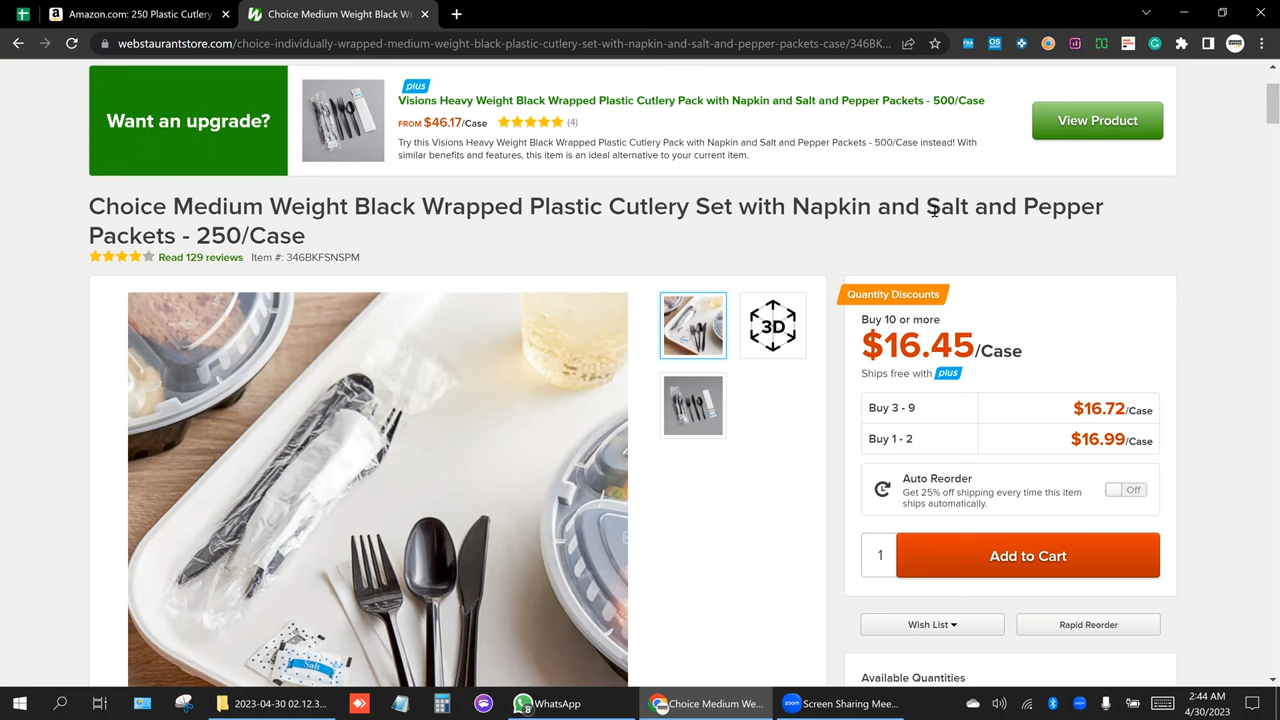 Amazon.com: 250 Plastic Cutlery
Choice Medium Weight Black Wr
webstaurantstore.com/choice-individually-wrapped-medium-weight-black-plastic-cutlery-set-with-napkin-and-salt-and-pepper-packets-case/346BK...
Want an upgrade?
plus
Visions Heavy Weight Black Wrapped Plastic Cutlery Pack with Napkin and Salt and Pepper Packets - 500/Case
FROM $46.17/Case (4)
Try this Visions Heavy Weight Black Wrapped Plastic Cutlery Pack with Napkin and Salt and Pepper Packets - 500/Case instead! With
similar benefits and features, this item is an ideal alternative to your current item.
View Product
Choice Medium Weight Black Wrapped Plastic Cutlery Set with Napkin and Salt and Pepper
Packets - 250/Case
Read 129 reviews Item #: 346BKFSNSPM
3D
Salt
Quantity Discounts
Buy 10 or more
$16.45/Case
Ships free with plus
Buy 3 - 9 $16.72/Case
Buy 1 - 2 $16.99/Case
Auto Reorder
Get 25% off shipping every time this item
ships automatically.
Off
1 Add to Cart
Wish List Rapid Reorder
Available Quantities
2023-04-30 02.12.3...
8
WhatsApp
Choice Medium We...
zoom
Screen Sharing Mee...
zoom
2:44 AM
4/30/2023